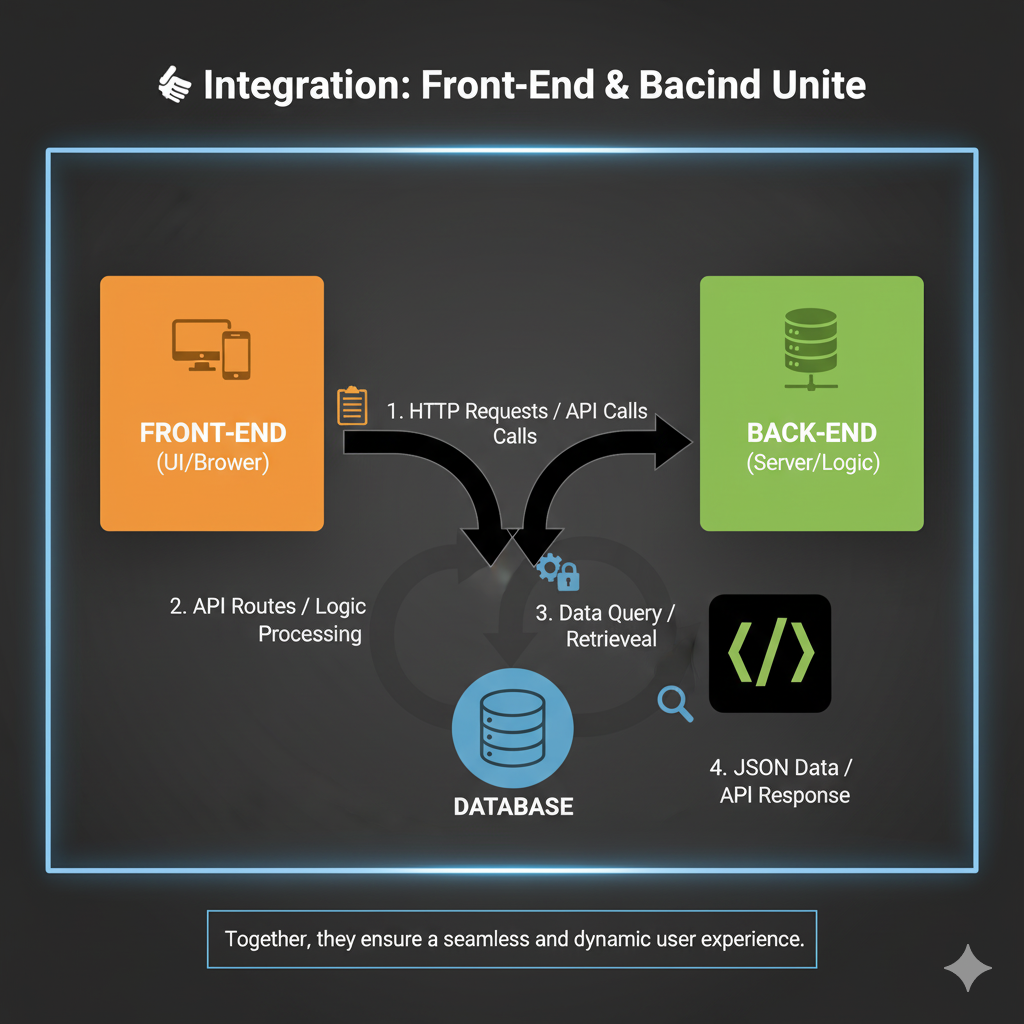 Integration: Front-End & Bacind Unite
FRONT-END
(UI/Brower)
1. HTTP Requests / API Calls
Calls
BACK-END
(Server/Logic)
2. API Routes / Logic
Processing
3. Data Query /
Retrieveal
</>
DATABASE
4. JSON Data /
API Response
Together, they ensure a seamless and dynamic user experience.